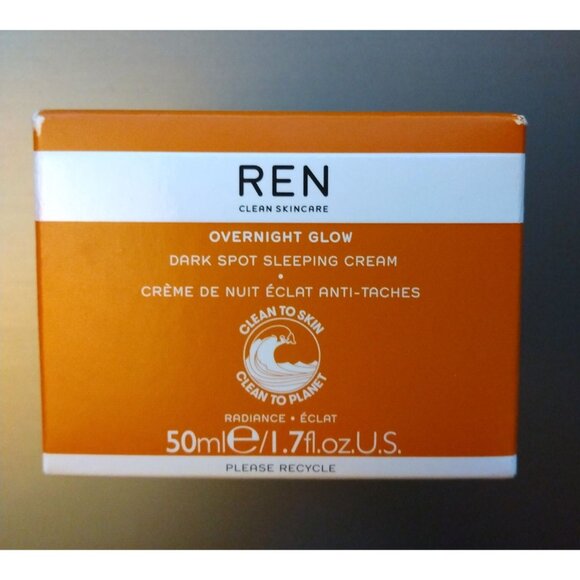 REN
CLEAN SKINCARE
OVERNIGHT GLOW
DARK SPOT SLEEPING CREAM
•
CRÈME DE NUIT ÉCLAT ANTI-TACHES
CLEAN TO SKIN
CLEAN TO PLANET
RADIANCE • ÉCLAT
50ml℮/1.7fl.oz.U.S.
PLEASE RECYCLE